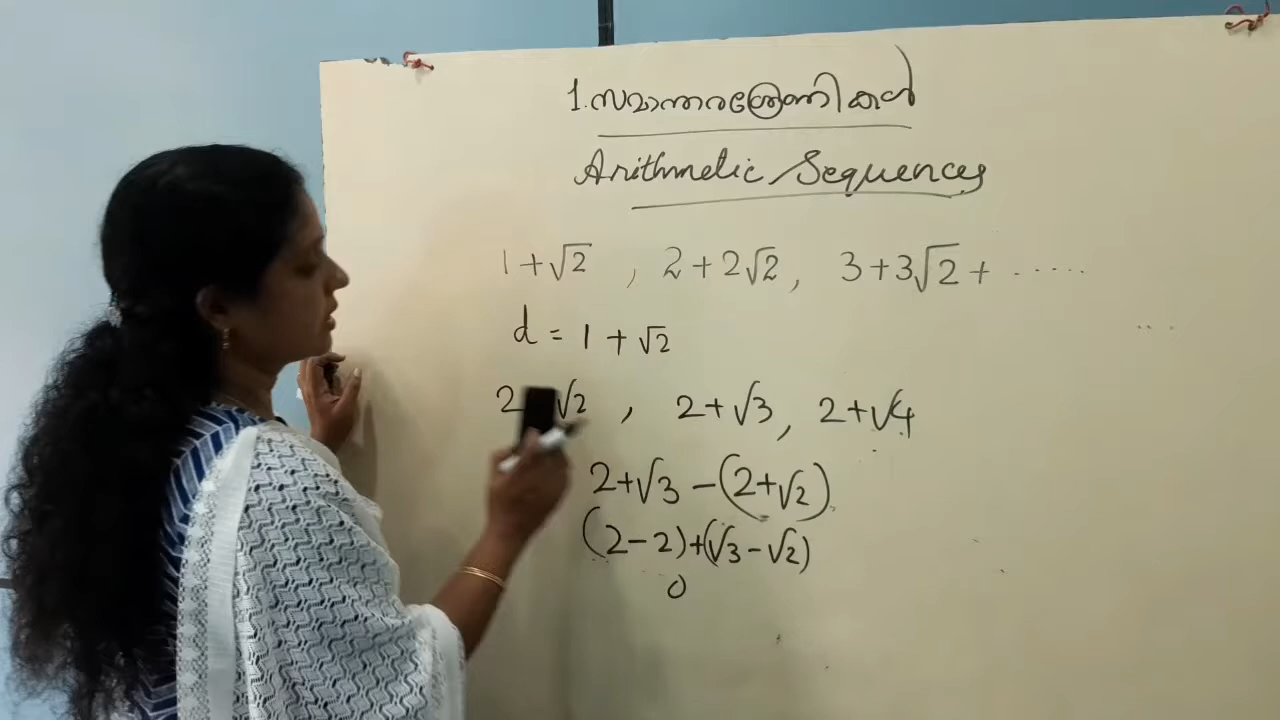 1. സമാന്തരശ്രേണികൾ
Arithmetic Sequences
1+√2 , 2+2√2, 3+3√2+ ......
d = 1 + √2
2 √2 , 2+√3, 2+√4
2+√3 -(2+√2)
(2-2)+(√3-√2)
0